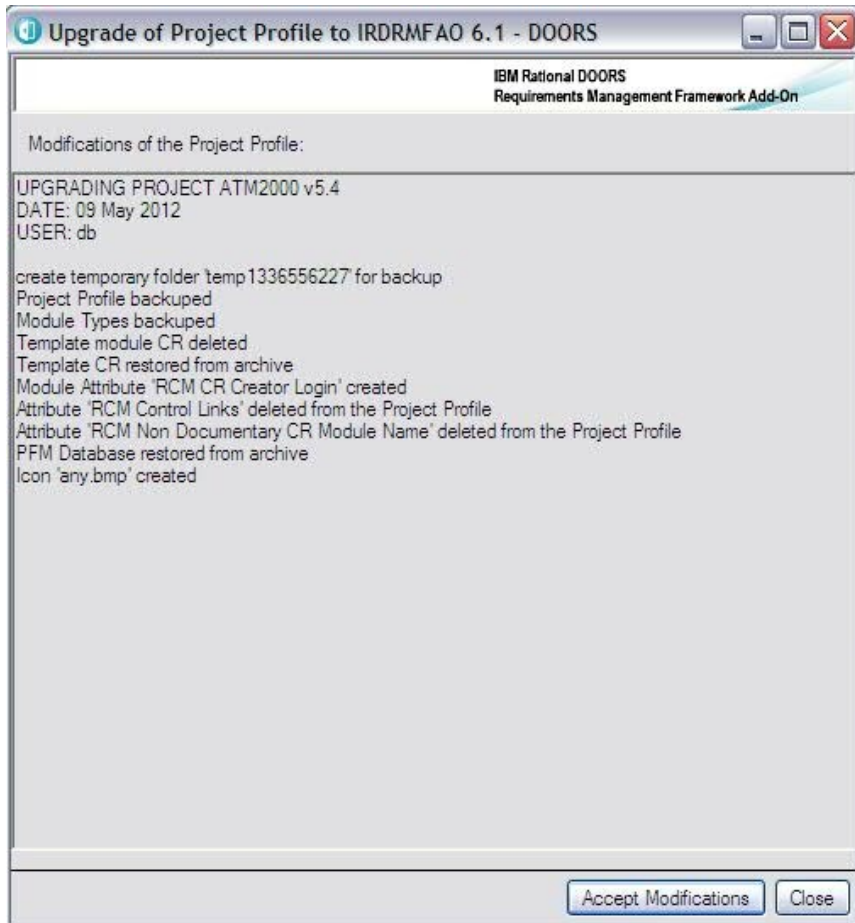 Upgrade of Project Profile to IRDRMFAO 6.1 - DOORS
IBM Rational DOORS
Requirements Management Framework Add-On
Modifications of the Project Profile:
UPGRADING PROJECT ATM2000 v5.4
DATE: 09 May 2012
USER: db
create temporary folder 'temp1336556227' for backup
Project Profile backuped
Module Types backuped
Template module CR deleted
Template CR restored from archive
Module Attribute 'RCM CR Creator Login' created
Attribute 'RCM Control Links' deleted from the Project Profile
Attribute 'RCM Non Documentary CR Module Name' deleted from the Project Profile
PFM Database restored from archive
Icon 'any.bmp' created
Accept Modifications Close